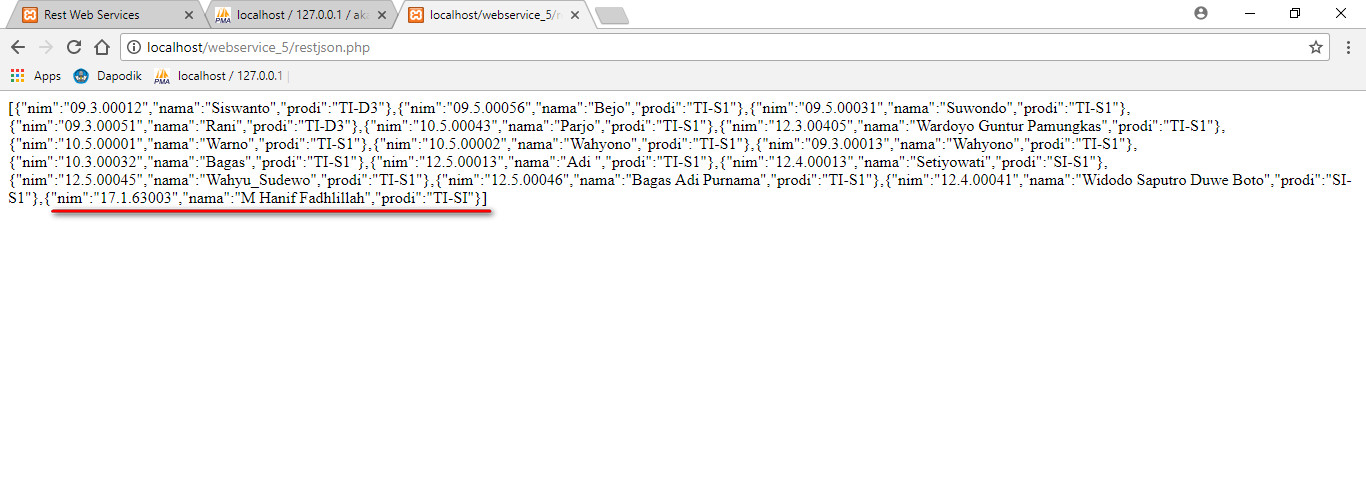 Rest Web Services
localhost / 127.0.0.1 / aka
localhost/webservice_5/re
localhost/webservice_5/restjson.php
Apps
Dapodik
PMA
localhost / 127.0.0.1
[{"nim":"09.3.00012","nama":"Siswanto","prodi":"TI-D3"},{"nim":"09.5.00056","nama":"Bejo","prodi":"TI-S1"},{"nim":"09.5.00031","nama":"Suwondo","prodi":"TI-S1"},
{"nim":"09.3.00051","nama":"Rani","prodi":"TI-D3"},{"nim":"10.5.00043","nama":"Parjo","prodi":"TI-S1"},{"nim":"12.3.00405","nama":"Wardoyo Guntur Pamungkas","prodi":"TI-S1"},
{"nim":"10.5.00001","nama":"Warno","prodi":"TI-S1"},{"nim":"10.5.00002","nama":"Wahyono","prodi":"TI-S1"},{"nim":"09.3.00013","nama":"Wahyono","prodi":"TI-S1"},
{"nim":"10.3.00032","nama":"Bagas","prodi":"TI-S1"},{"nim":"12.5.00013","nama":"Adi ","prodi":"TI-S1"},{"nim":"12.4.00013","nama":"Setiyowati","prodi":"SI-S1"},
{"nim":"12.5.00045","nama":"Wahyu_Sudewo","prodi":"TI-S1"},{"nim":"12.5.00046","nama":"Bagas Adi Purnama","prodi":"TI-S1"},{"nim":"12.4.00041","nama":"Widodo Saputro Duwe Boto","prodi":"SI-
S1"},{"nim":"17.1.63003","nama":"M Hanif Fadhlillah","prodi":"TI-SI"}]